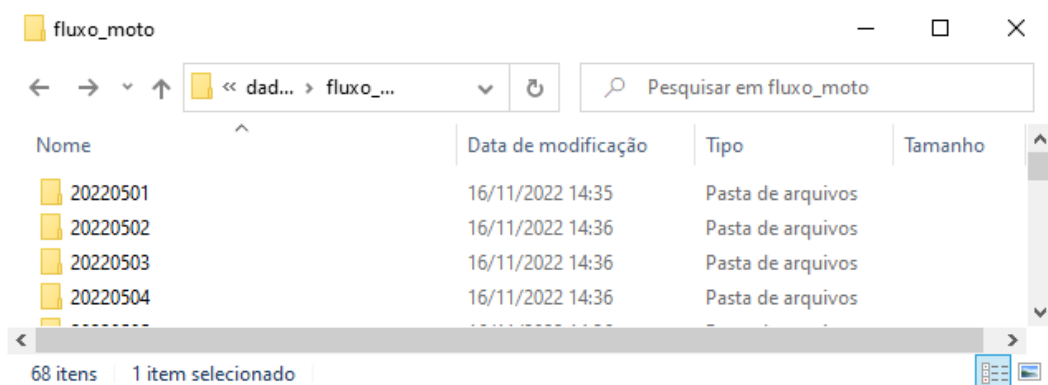 fluxo_moto
« dad... › fluxo_... Pesquisar em fluxo_moto
Nome Data de modificação Tipo Tamanho
20220501 16/11/2022 14:35 Pasta de arquivos
20220502 16/11/2022 14:36 Pasta de arquivos
20220503 16/11/2022 14:36 Pasta de arquivos
20220504 16/11/2022 14:36 Pasta de arquivos
68 itens 1 item selecionado